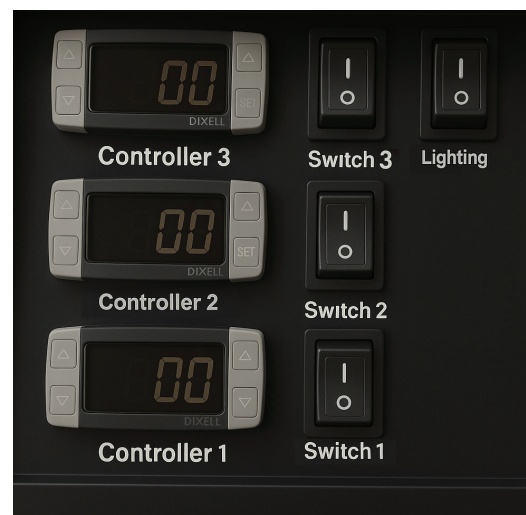 00
SET
DIXELL
Controller 3
Switch 3
Lighting
00
SET
DIXELL
Controller 2
Switch 2
00
DIXELL
Controller 1
Switch 1